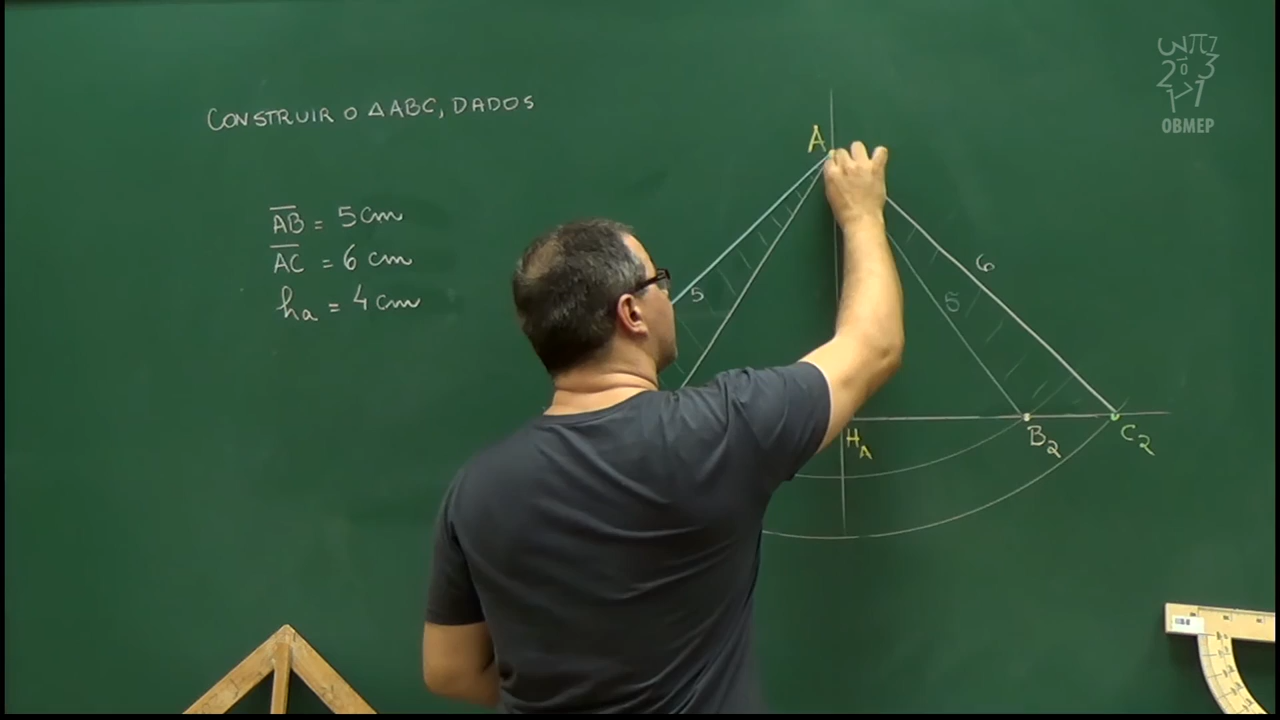 CONSTRUIR O ΔABC, DADOS
AB = 5 cm
AC = 6 cm
ha = 4 cm
A
5
5
6
HA
B2
C2
OBMEP